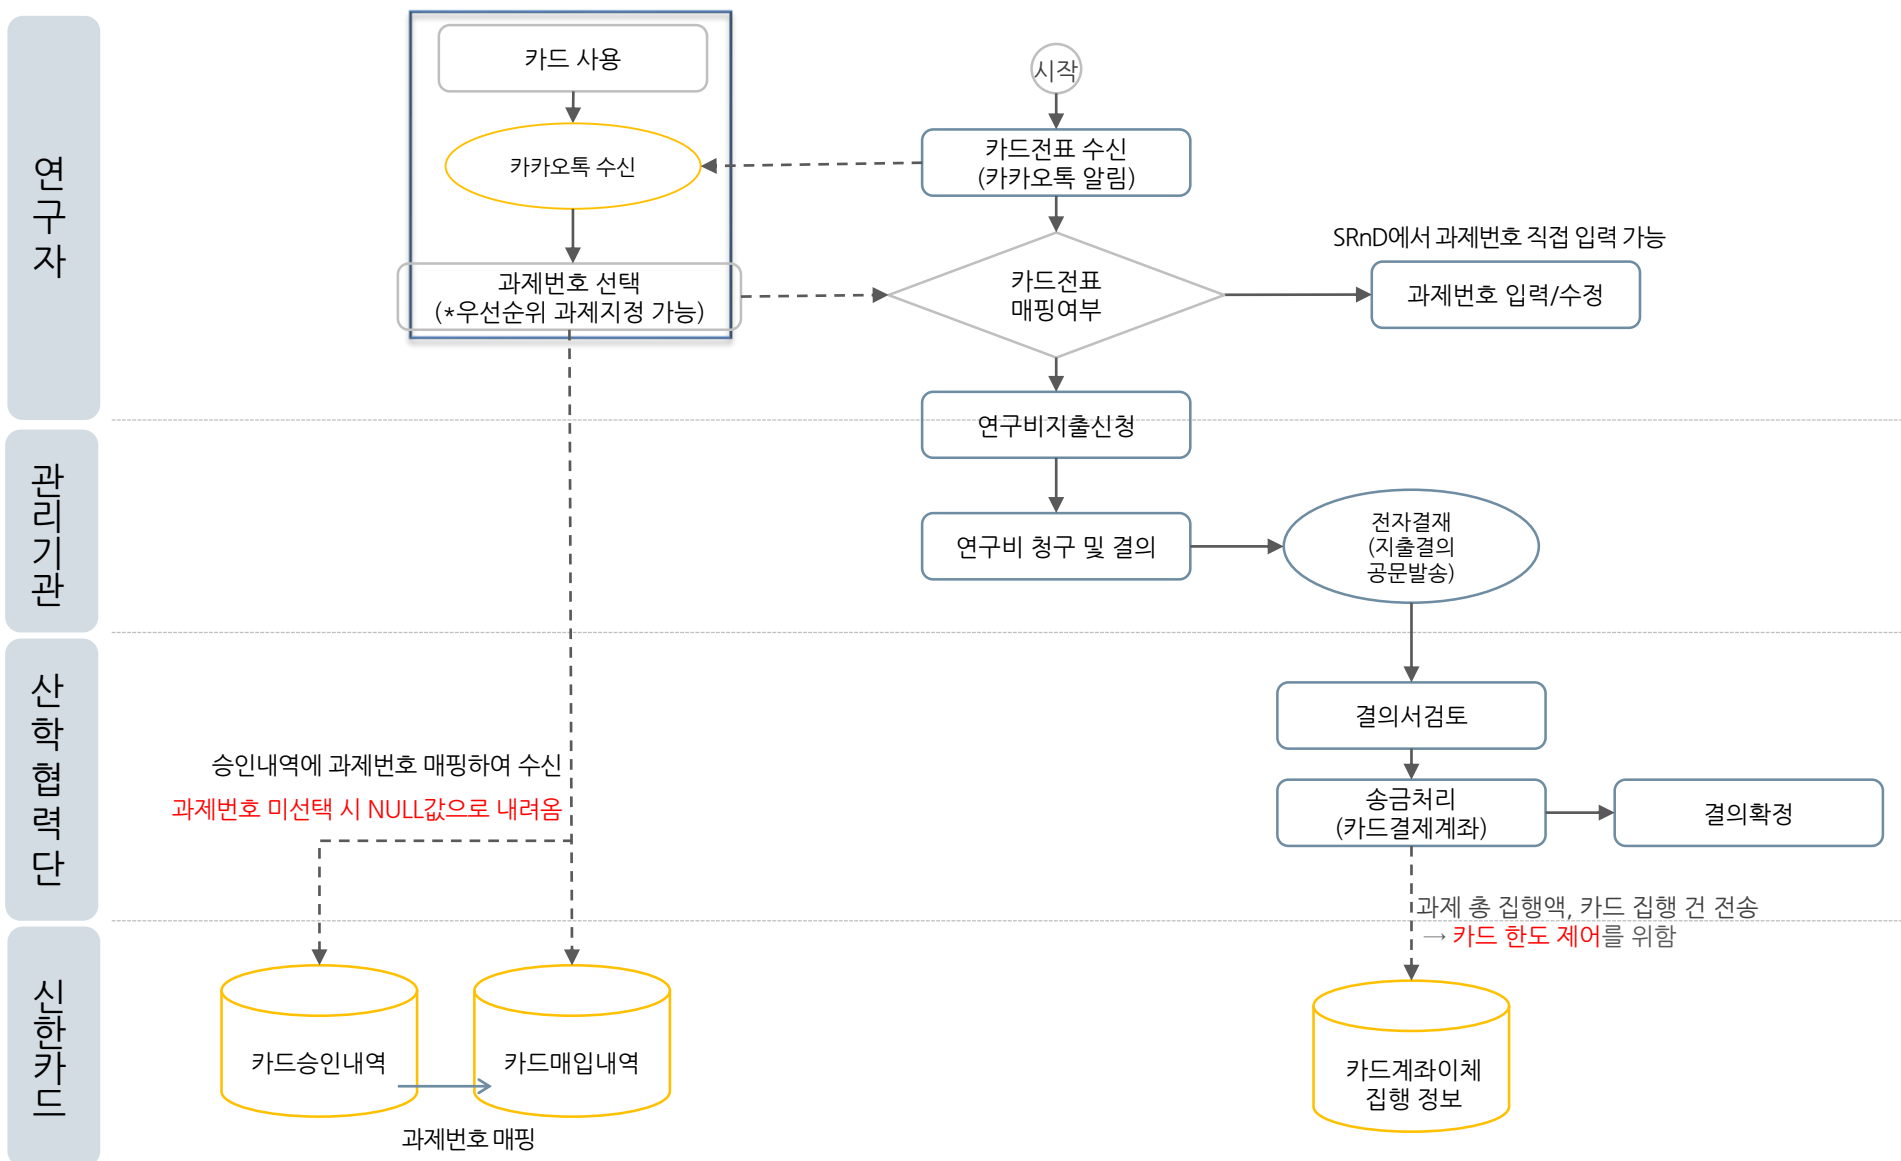 연구자
카드 사용
시작
카카오톡 수신
카드전표 수신
(카카오톡 알림)
과제번호 선택
(*우선순위 과제지정 가능)
카드전표
매핑여부
SRnD에서 과제번호 직접 입력 가능
과제번호 입력/수정
연구비지출신청
관리기관
연구비 청구 및 결의
전자결재
(지출결의
공문발송)
산학협력단
결의서검토
승인내역에 과제번호 매핑하여 수신
과제번호 미선택 시 NULL값으로 내려옴
송금처리
(카드결제계좌)
결의확정
과제 총 집행액, 카드 집행 건 전송
→ 카드 한도 제어를 위함
신한카드
카드승인내역
카드매입내역
과제번호 매핑
카드계좌이체
집행 정보